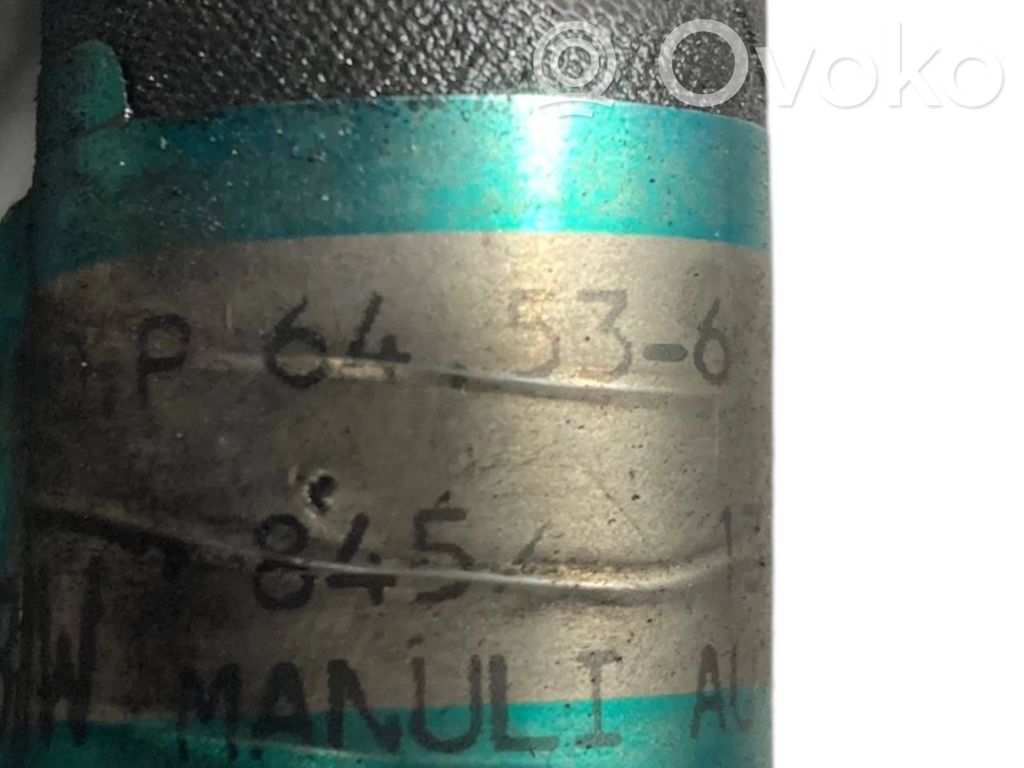 Ovoko
P 64.53-6
845
MANULI